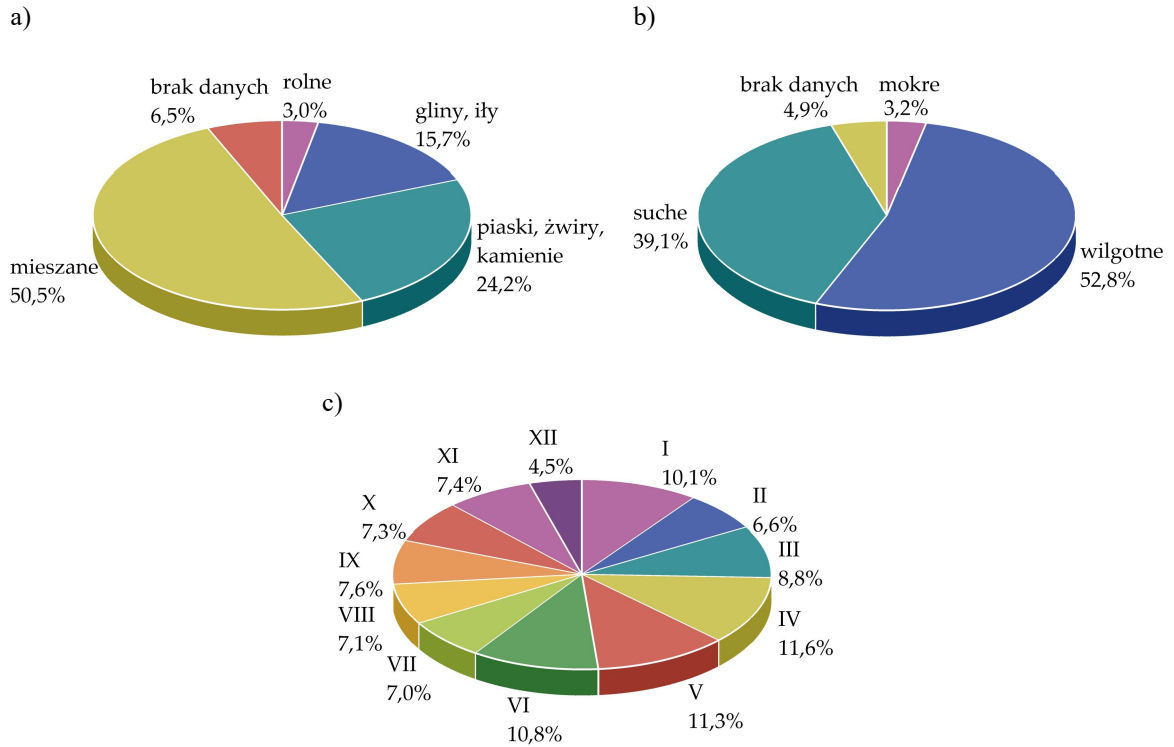 a)
brak danych
6,5%
rolne
3,0%
gliny, iły
15,7%
piaski, żwiry,
kamienie
24,2%
mieszane
50,5%
b)
brak danych
4,9%
mokre
3,2%
suche
39,1%
wilgotne
52,8%
c)
XII
4,5%
I
10,1%
XI
7,4%
II
6,6%
X
7,3%
III
8,8%
IX
7,6%
IV
11,6%
VIII
7,1%
VII
7,0%
V
11,3%
VI
10,8%